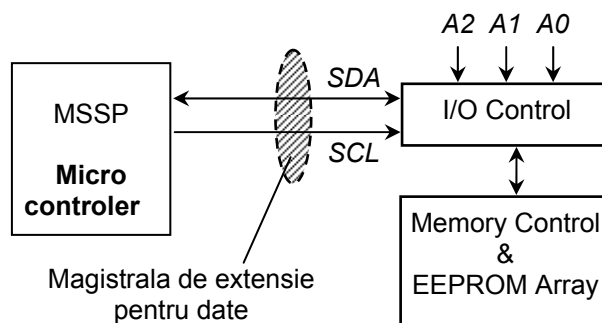 A2 A1 A0
MSSP
Micro
controler
SDA
SCL
I/O Control
Memory Control
&
EEPROM Array
Magistrala de extensie
pentru date